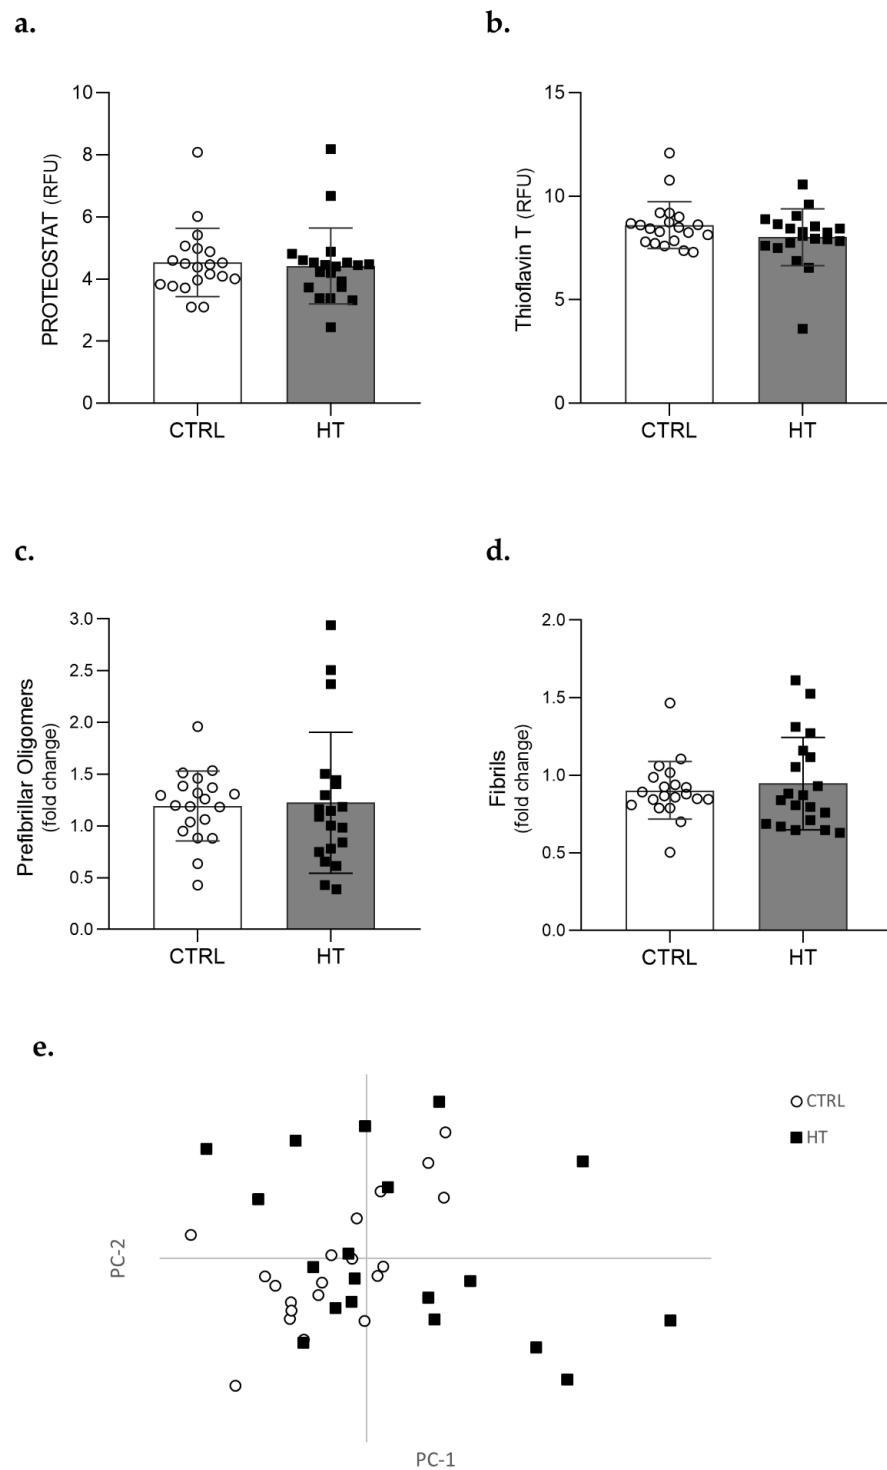 a.
PROTEOSTAT (RFU)
10
8
6
4
2
0
CTRL
HT
b.
Thioflavin T (RFU)
15
10
5
0
CTRL
HT
c.
Prefibrillar Oligomers
(fold change)
3.0
2.5
2.0
1.5
1.0
0.5
0.0
CTRL
HT
d.
Fibrils
(fold change)
2.0
1.5
1.0
0.5
0.0
CTRL
HT
e.
PC-2
PC-1
CTRL
HT